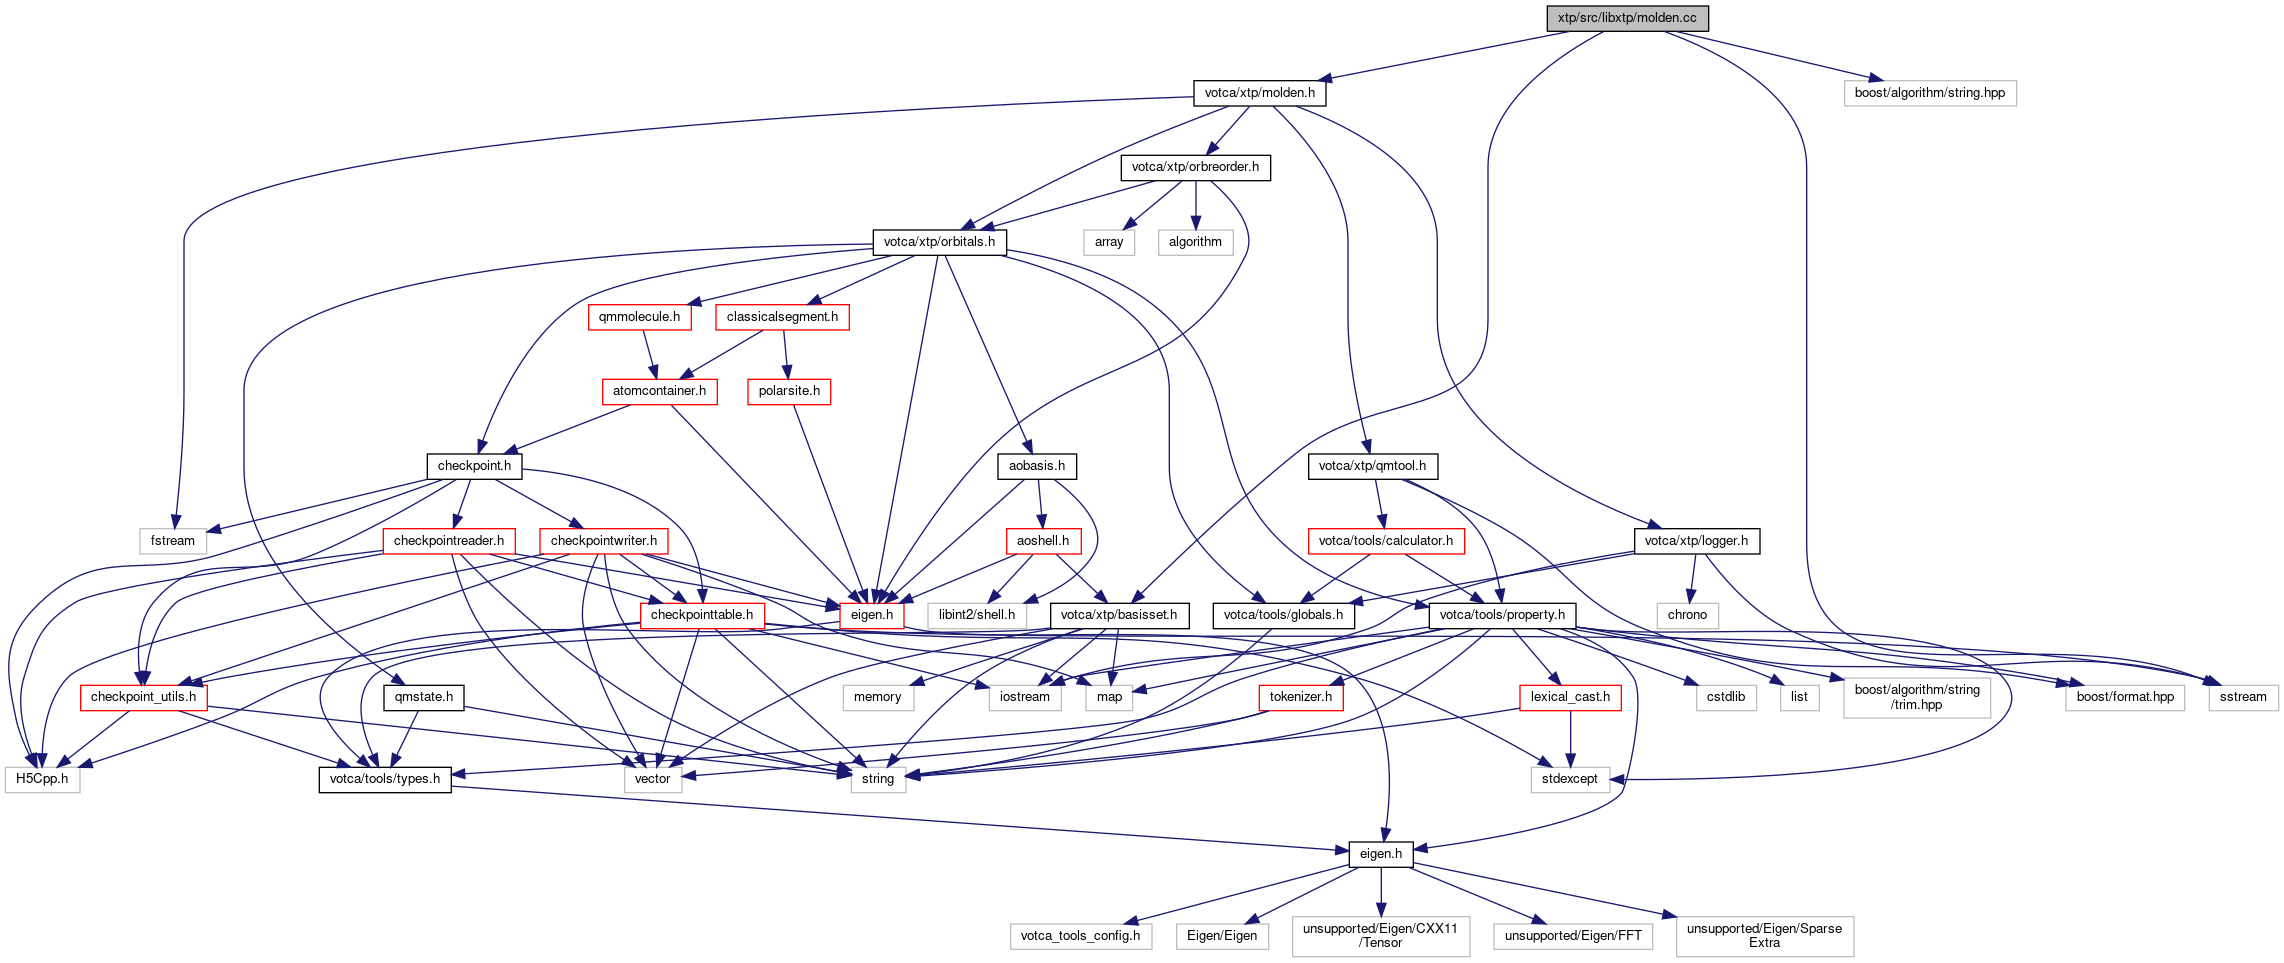 xtp/src/libxtp/molden.cc
votca/xtp/molden.h
boost/algorithm/string.hpp
votca/xtp/orbreorder.h
votca/xtp/orbitals.h
array
algorithm
qmmolecule.h
classicalsegment.h
atomcontainer.h
polarsite.h
checkpoint.h
aobasis.h
votca/xtp/qmtool.h
fstream
checkpointreader.h
checkpointwriter.h
aoshell.h
votca/tools/calculator.h
votca/xtp/logger.h
checkpointtable.h
eigen.h
libint2/shell.h
votca/xtp/basisset.h
votca/tools/globals.h
votca/tools/property.h
chrono
checkpoint_utils.h
qmstate.h
memory
iostream
map
tokenizer.h
lexical_cast.h
cstdlib
list
boost/algorithm/string
/trim.hpp
boost/format.hpp
sstream
H5Cpp.h
votca/tools/types.h
vector
string
stdexcept
eigen.h
votca_tools_config.h
Eigen/Eigen
unsupported/Eigen/CXX11
/Tensor
unsupported/Eigen/FFT
unsupported/Eigen/Sparse
Extra